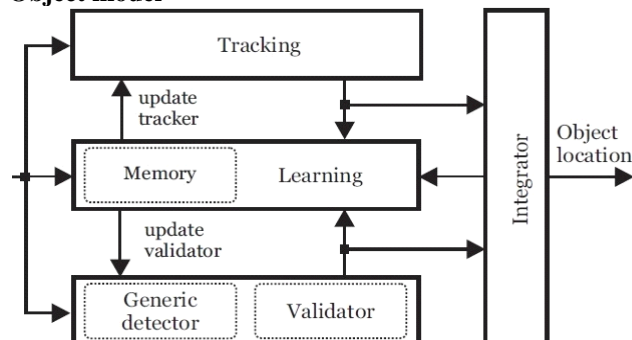 Object model
Tracking
update
tracker
Memory
Learning
Integrator
Object
location
update
validator
Generic
detector
Validator